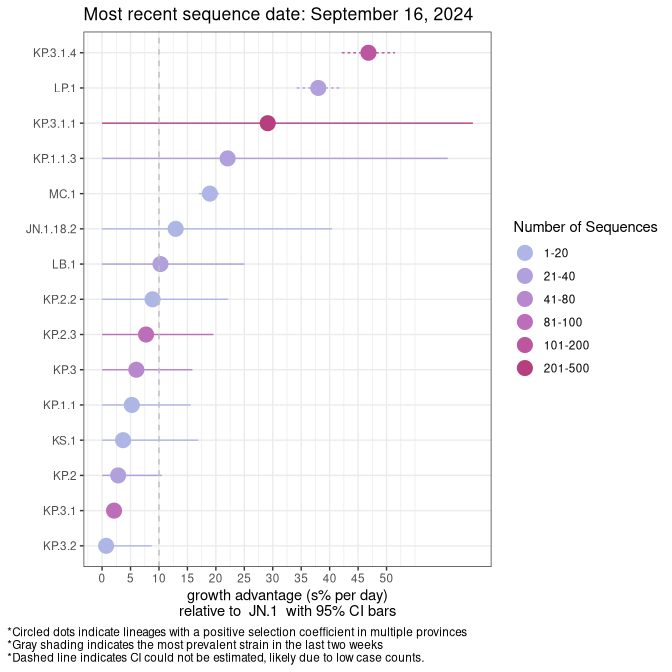 Most recent sequence date: September 16, 2024
KP.3.1.4
LP.1
KP.3.1.1
KP.1.1.3
MC.1
JN.1.18.2
LB.1
KP.2.2
KP.2.3
KP.3
KP.1.1
KS.1
KP.2
KP.3.1
KP.3.2
0 5 10 15 20 25 30 35 40 45 50
growth advantage (s% per day)
relative to JN.1 with 95% CI bars
Number of Sequences
1-20
21-40
41-80
81-100
101-200
201-500
*Circled dots indicate lineages with a positive selection coefficient in multiple provinces
*Gray shading indicates the most prevalent strain in the last two weeks
*Dashed line indicates CI could not be estimated, likely due to low case counts.